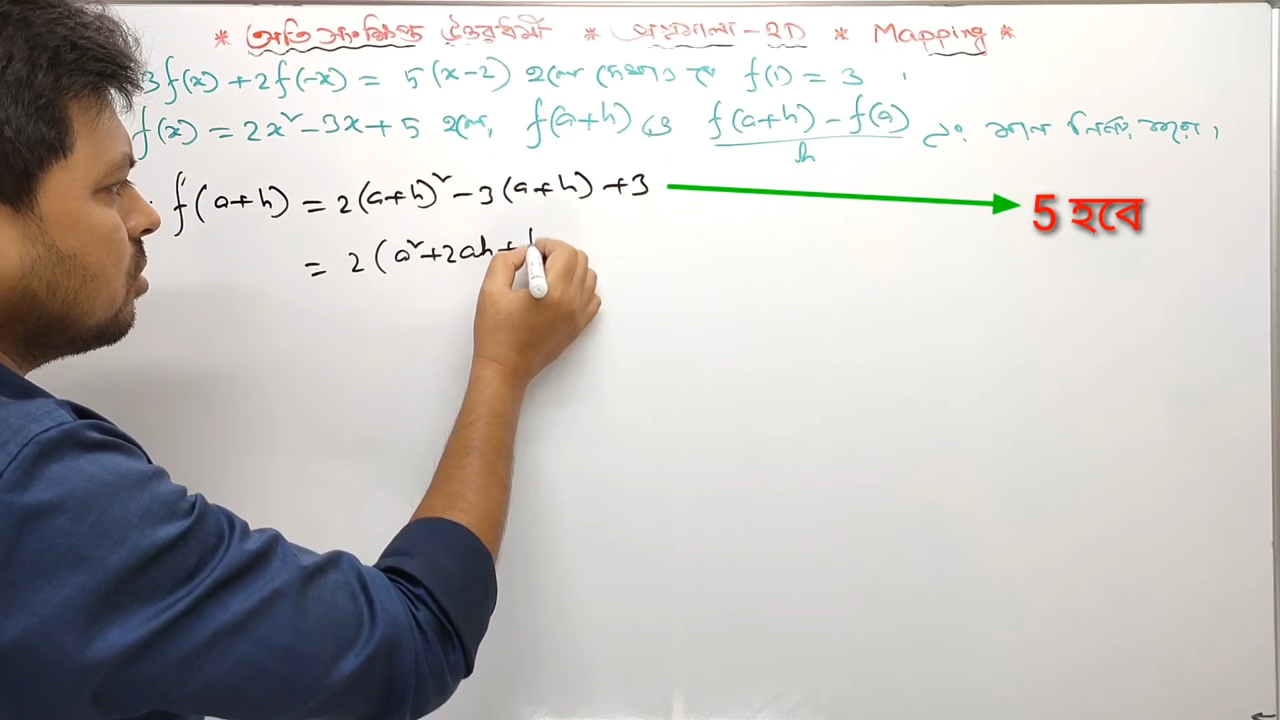 * অতি সংক্ষিপ্ত উত্তরধর্মী * প্রশ্নমালা - 2D * Mapping *
3f(x) + 2f(-x) = 5(x-2) হলে দেখাও যে f(1) = 3 ।
f(x) = 2x² - 3x + 5 হলে, f(a+h) ও \frac{f(a+h) - f(a)}{h} এর মান নির্ণয় করো ।
f(a+h) = 2(a+h)² - 3(a+h) + 3
5 হবে
= 2(a² + 2ah +